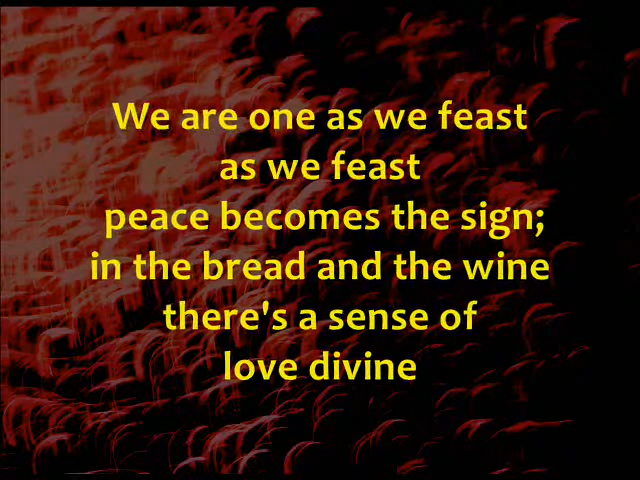 We are one as we feast
as we feast
peace becomes the sign;
in the bread and the wine
there's a sense of
love divine